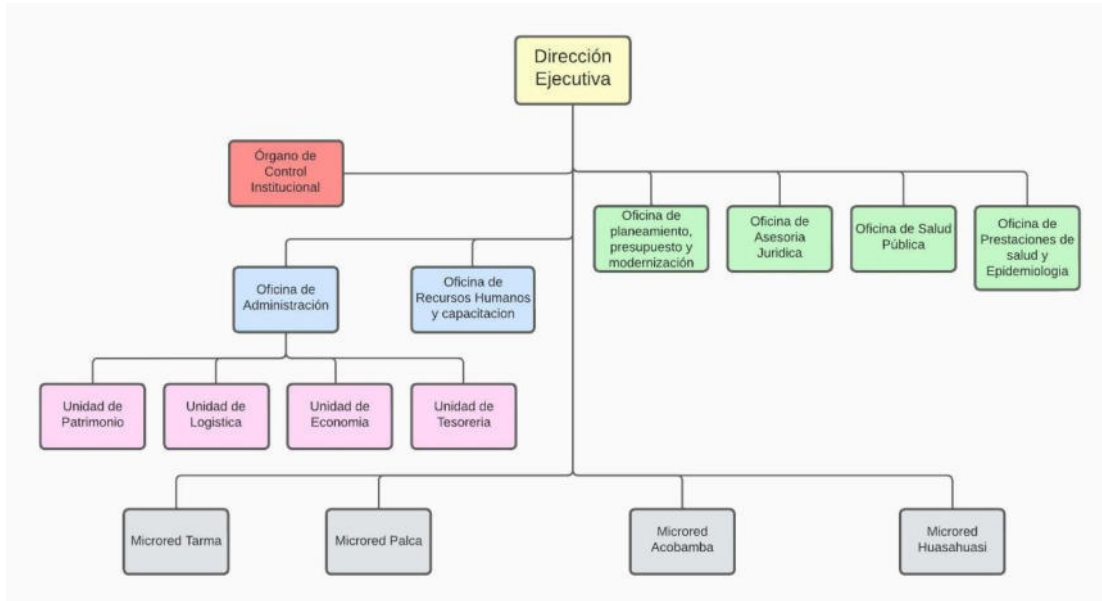 Dirección
Ejecutiva
Órgano de
Control
Institucional
Oficina de
planeamiento,
presupuesto y
modernización
Oficina de
Asesoria
Juridica
Oficina de Salud
Pública
Oficina de
Prestaciones de
salud y
Epidemiologia
Oficina de
Administración
Oficina de
Recursos Humanos
y capacitacion
Unidad de
Patrimonio
Unidad de
Logistica
Unidad de
Economia
Unidad de
Tesoreria
Microred Tarma
Microred Palca
Microred
Acobamba
Microred
Huasahuasi